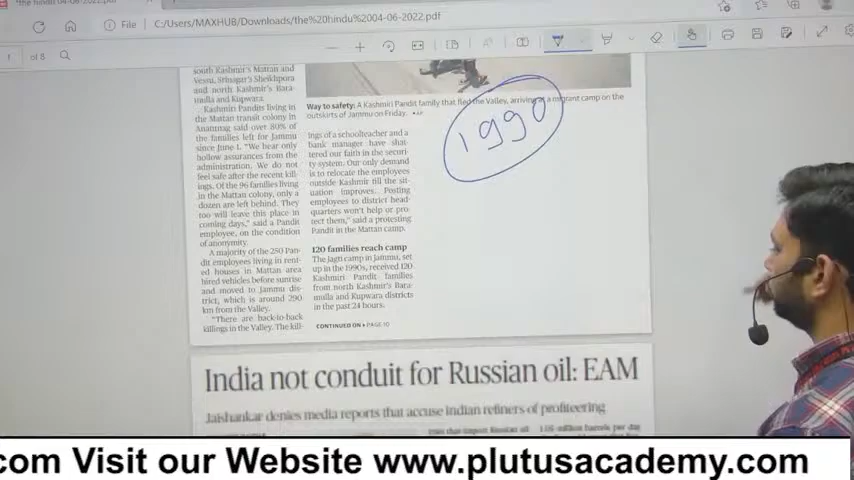 "the hindu 04-06-2022.pdf
File
C:/Users/MAXHUB/Downloads/the%20hindu%2004-06-2022.pdf
of 8
south Kashmir's Mattan and
Vessu, Srinagar's Sheikhpora
and north Kashmir's Bara-
mulla and Kupwara.
Kashmiri Pandits living in
the Mattan transit colony in
Anantnag said over 80% of
the families left for Jammu
since June 1. "We hear only
hollow assurances from the
administration. We do not
feel safe after the recent kill-
ings. Of the 96 families living
in the Mattan colony, only a
dozen are left behind. They
too will leave this place in
coming days," said a Pandit
employee, on the condition
of anonymity.
A majority of the 250 Pan-
dit employees living in rent-
ed houses in Mattan area
hired vehicles before sunrise
and moved to Jammu dis-
trict, which is around 290
km from the Valley.
"There are back-to-back
killings in the Valley. The kill-
Way to safety: A Kashmiri Pandit family that fled the Valley, arriving at a migrant camp on the
outskirts of Jammu on Friday. • AP
ings of a schoolteacher and a
bank manager have shat-
tered our faith in the securi-
ty system. Our only demand
is to relocate the employees
outside Kashmir till the sit-
uation improves. Posting
employees to district head-
quarters won't help or pro-
tect them," said a protesting
Pandit in the Mattan camp.
120 families reach camp
The Jagti camp in Jammu, set
up in the 1990s, received 120
Kashmiri Pandit families
from north Kashmir's Bara-
mulla and Kupwara districts
in the past 24 hours.
CONTINUED ON • PAGE 10
1990
India not conduit for Russian oil: EAM
Jaishankar denies media reports that accuse Indian refiners of profiteering
com Visit our Website www.plutusacademy.com